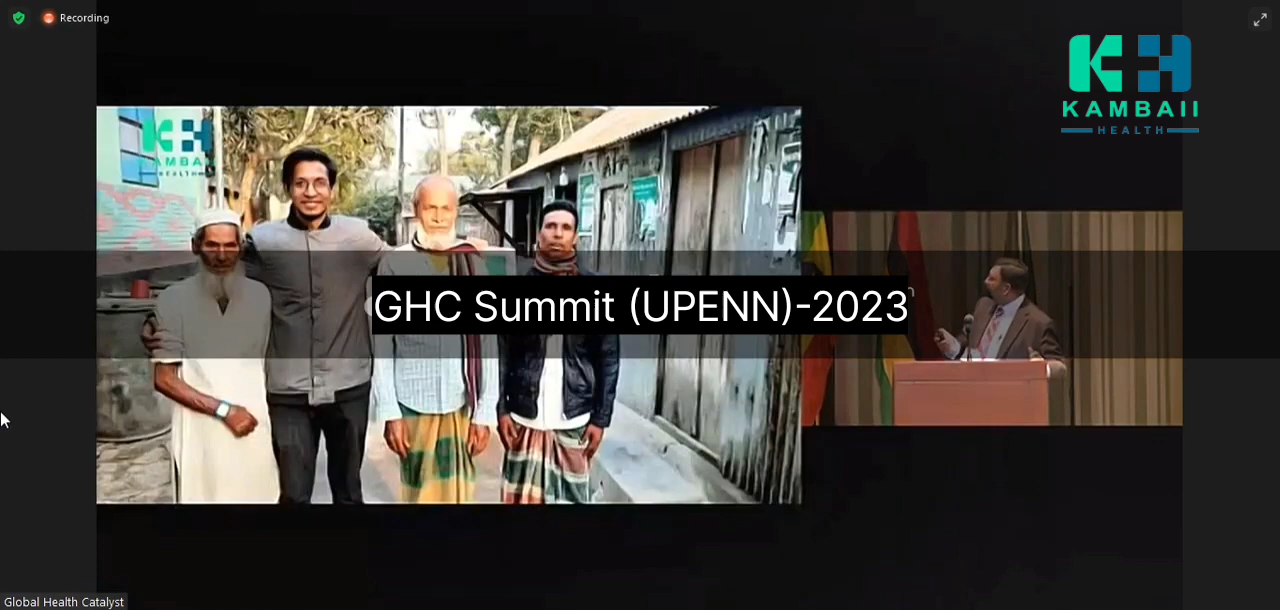 Recording
KAMBAII
HEALTH
GHC Summit (UPENN)-2023
Global Health Catalyst